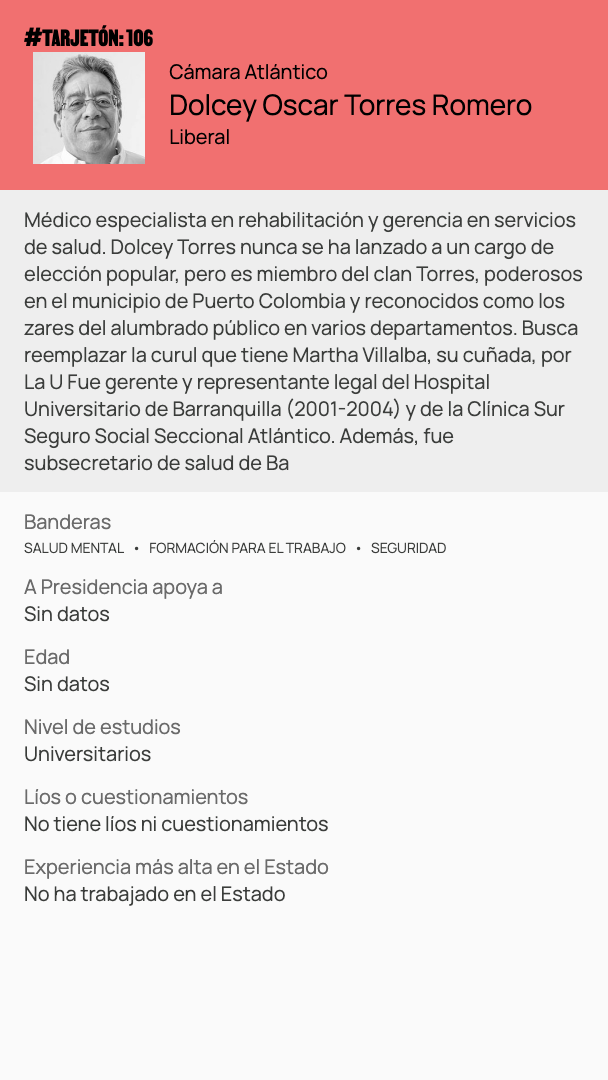 #TARJETÓN: 106
Cámara Atlántico
Dolcey Oscar Torres Romero
Liberal
Médico especialista en rehabilitación y gerencia en servicios
de salud. Dolcey Torres nunca se ha lanzado a un cargo de
elección popular, pero es miembro del clan Torres, poderosos
en el municipio de Puerto Colombia y reconocidos como los
zares del alumbrado público en varios departamentos. Busca
reemplazar la curul que tiene Martha Villalba, su cuñada, por
La U Fue gerente y representante legal del Hospital
Universitario de Barranquilla (2001-2004) y de la Clínica Sur
Seguro Social Seccional Atlántico. Además, fue
subsecretario de salud de Ba
Banderas
SALUD MENTAL • FORMACIÓN PARA EL TRABAJO • SEGURIDAD
A Presidencia apoya a
Sin datos
Edad
Sin datos
Nivel de estudios
Universitarios
Líos o cuestionamientos
No tiene líos ni cuestionamientos
Experiencia más alta en el Estado
No ha trabajado en el Estado